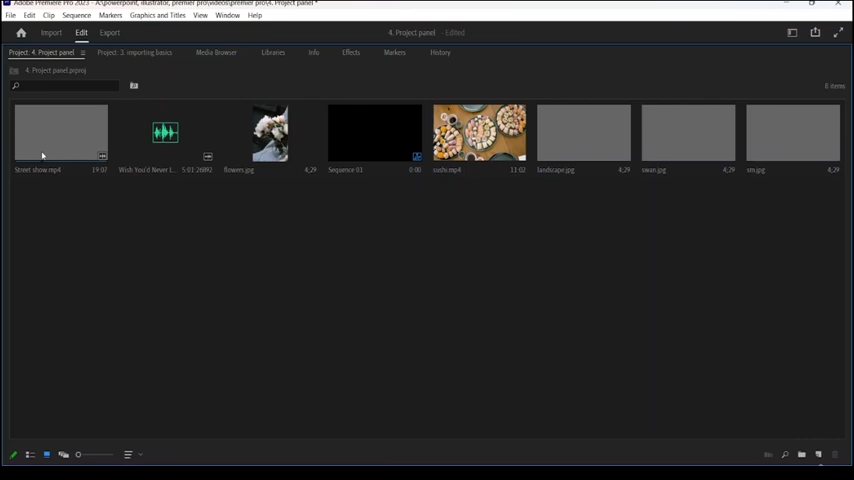 Adobe Premiere Pro 2023 - A:\powerpoint, illustrator, premier pro\videos\premier pro\4. Project panel *
File Edit Clip Sequence Markers Graphics and Titles View Window Help
Import Edit Export 4. Project panel - Edited
Project: 4. Project panel Project: 3. importing basics Media Browser Libraries Info Effects Markers History
4. Project panel.prproj
8 items
Street show.mp4 19:07 Wish You'd Never L... 5:01:26892 flowers.jpg 4;29 Sequence 03 0:00 sushi.mp4 11:02 landscape.jpg 4;29 swan.jpg 4;29 sm.jpg 4;29